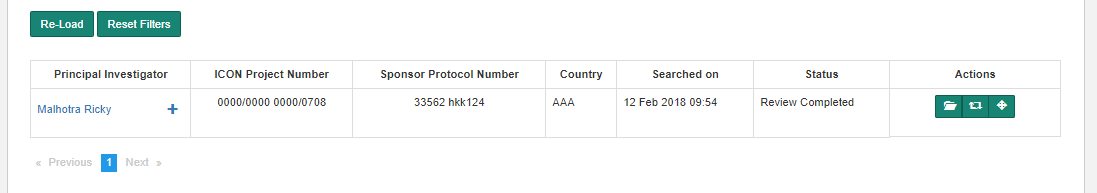 Re-Load Reset Filters
Principal Investigator ICON Project Number Sponsor Protocol Number Country Searched on Status Actions
Malhotra Ricky + 0000/0000 0000/0708 33562 hkk124 AAA 12 Feb 2018 09:54 Review Completed
« Previous 1 Next »